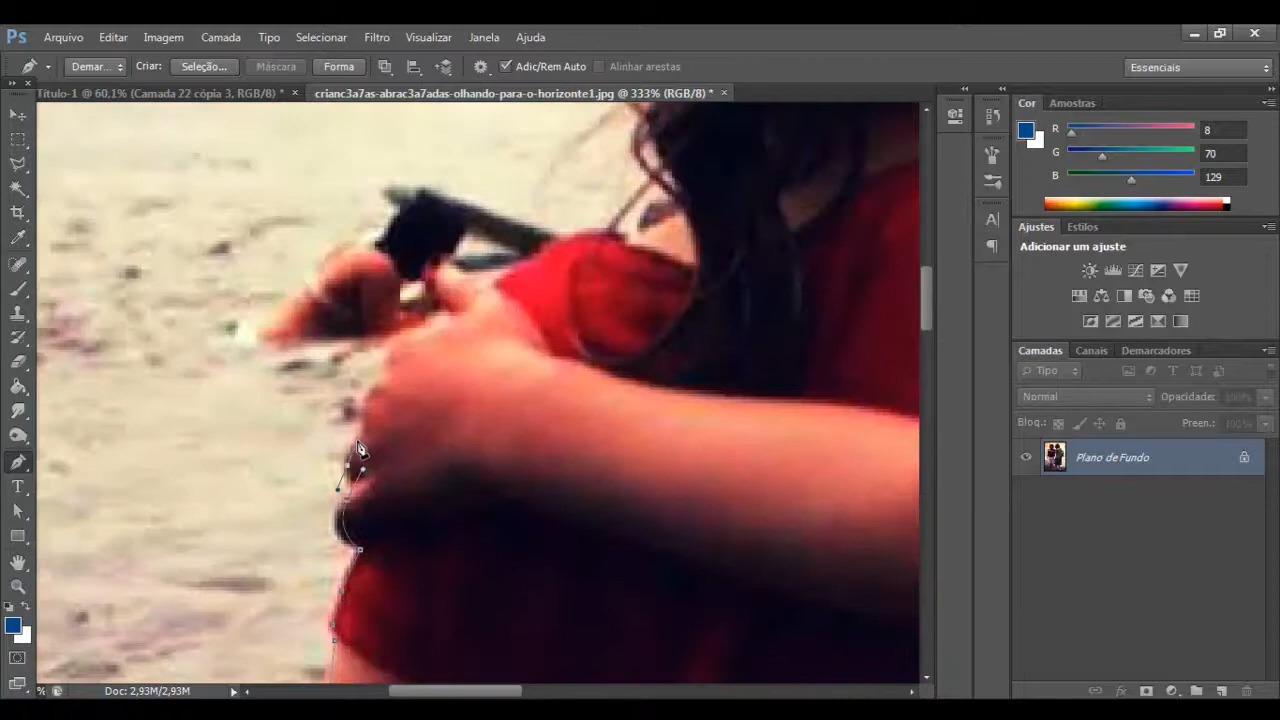 Ps Arquivo Editar Imagem Camada Tipo Selecionar Filtro Visualizar Janela Ajuda
Demar... Criar: Seleção... Máscara Forma Adic/Rem Auto Alinhar arestas Essenciais
Título-1 @ 60,1% (Camada 22 cópia 3, RGB/8) * × crianc3a7as-abrac3a7adas-olhando-para-o-horizonte1.jpg @ 333% (RGB/8) * ×
Cor Amostras
R 8
G 70
B 129
Ajustes Estilos
Adicionar um ajuste
Camadas Canais Demarcadores
Tipo
Normal Opacidade: 100%
Bloq.: Preen.: 100%
Plano de Fundo
T
A
% Doc: 2,93M/2,93M